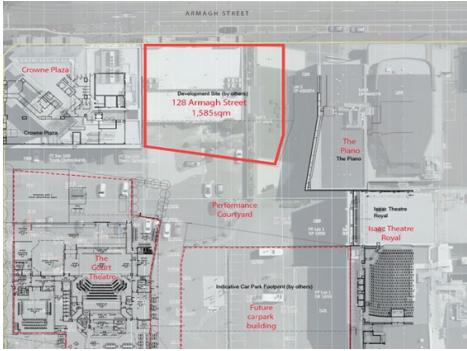 ARMAGH STREET
Crowne Plaza
Crowne Plaza
Development Site (by others)
128 Armagh Street
1,585sqm
The
Piano
The Piano
Performance
Courtyard
Isaac Theatre
Royal
Isaac Theatre
Royal
The
Court
Theatre
Indicative Car Park Footprint (by others)
Future
carpark
building